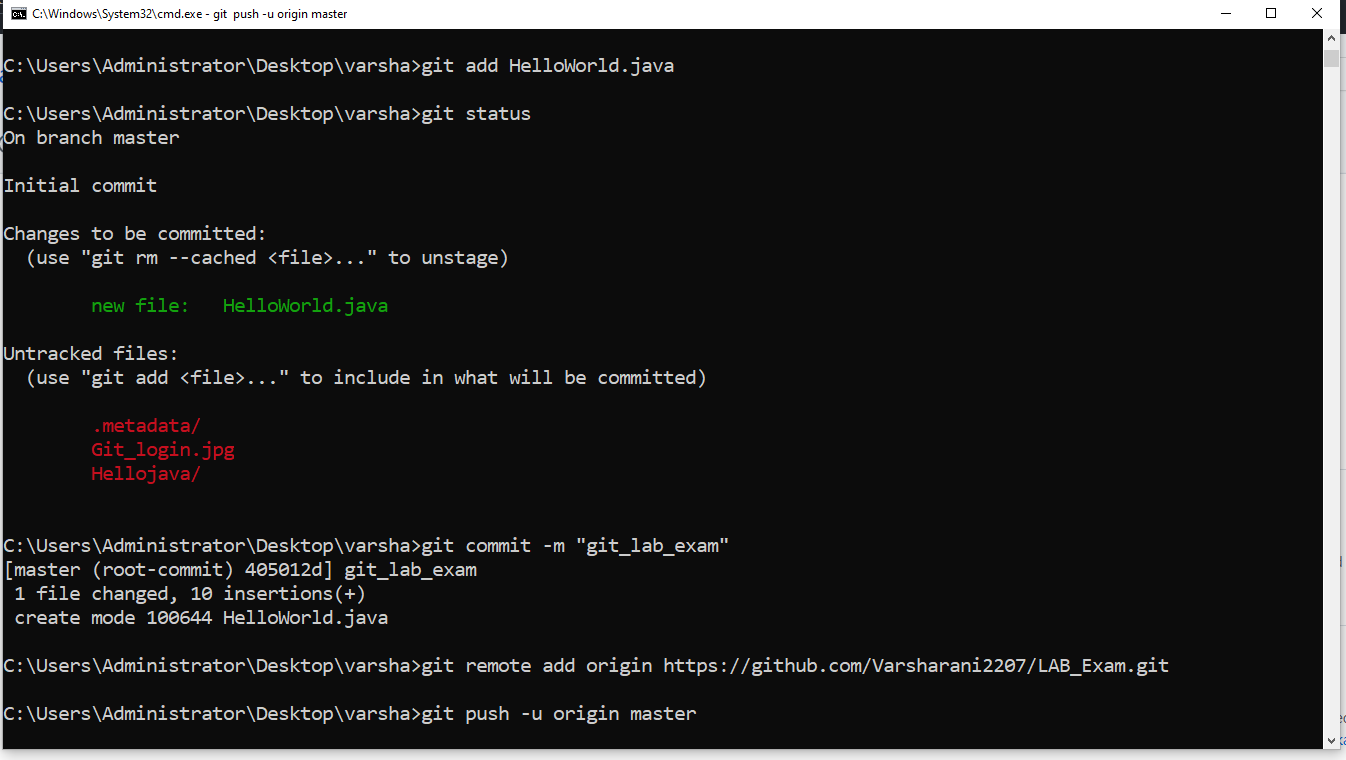 C:\Windows\System32\cmd.exe - git  push -u origin master
C:\Users\Administrator\Desktop\varsha>git add HelloWorld.java
C:\Users\Administrator\Desktop\varsha>git status
On branch master
Initial commit
Changes to be committed:
  (use "git rm --cached <file>..." to unstage)
        new file:   HelloWorld.java
Untracked files:
  (use "git add <file>..." to include in what will be committed)
        .metadata/
        Git_login.jpg
        Hellojava/
C:\Users\Administrator\Desktop\varsha>git commit -m "git_lab_exam"
[master (root-commit) 405012d] git_lab_exam
 1 file changed, 10 insertions(+)
 create mode 100644 HelloWorld.java
C:\Users\Administrator\Desktop\varsha>git remote add origin https://github.com/Varsharani2207/LAB_Exam.git
C:\Users\Administrator\Desktop\varsha>git push -u origin master